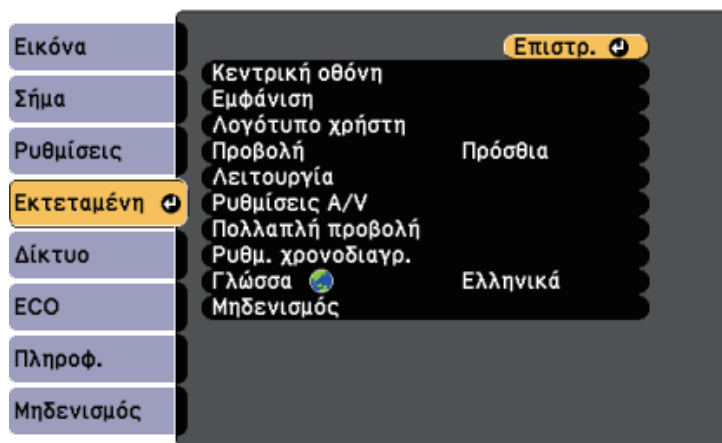 Εικόνα
Σήμα
Ρυθμίσεις
Εκτεταμένη
Δίκτυο
ECO
Πληροφ.
Μηδενισμός
Επιστρ.
Κεντρική οθόνη
Εμφάνιση
Λογότυπο χρήστη
Προβολή Πρόσθια
Λειτουργία
Ρυθμίσεις A/V
Πολλαπλή προβολή
Ρυθμ. χρονοδιαγρ.
Γλώσσα Ελληνικά
Μηδενισμός